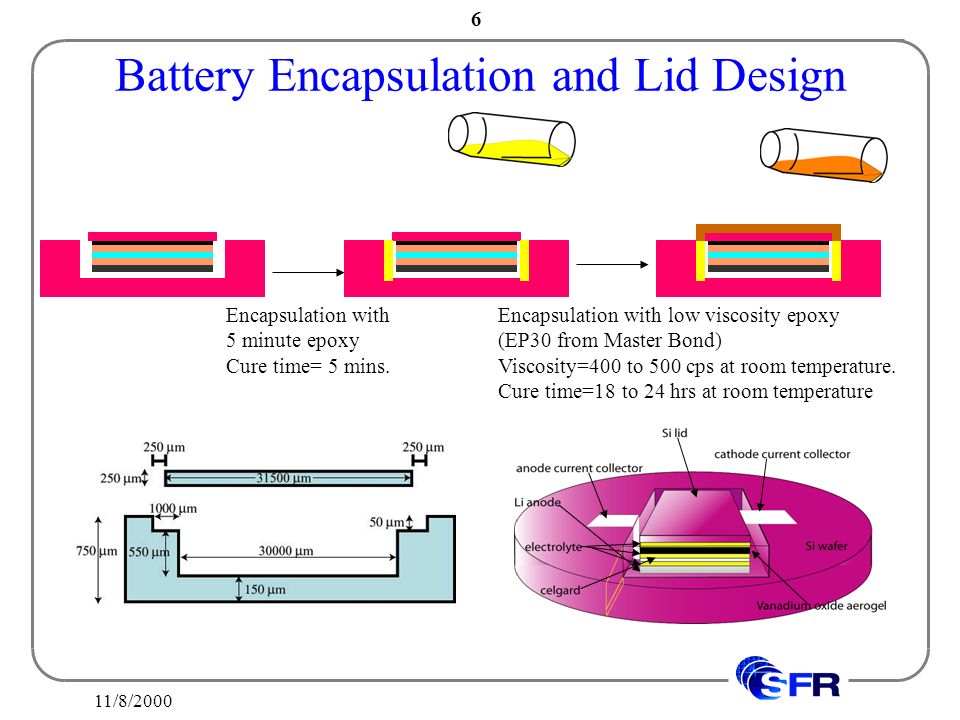 6
Battery Encapsulation and Lid Design
Encapsulation with
5 minute epoxy
Cure time= 5 mins.
Encapsulation with low viscosity epoxy
(EP30 from Master Bond)
Viscosity=400 to 500 cps at room temperature.
Cure time=18 to 24 hrs at room temperature
250 µm
250 µm
250 µm
31500 µm
1000 µm
50 µm
750 µm
550 µm
30000 µm
150 µm
Si lid
cathode current collector
anode current collector
Li anode
electrolyte
Si wafer
celgard
Vanadium oxide aerogel
SFR
11/8/2000